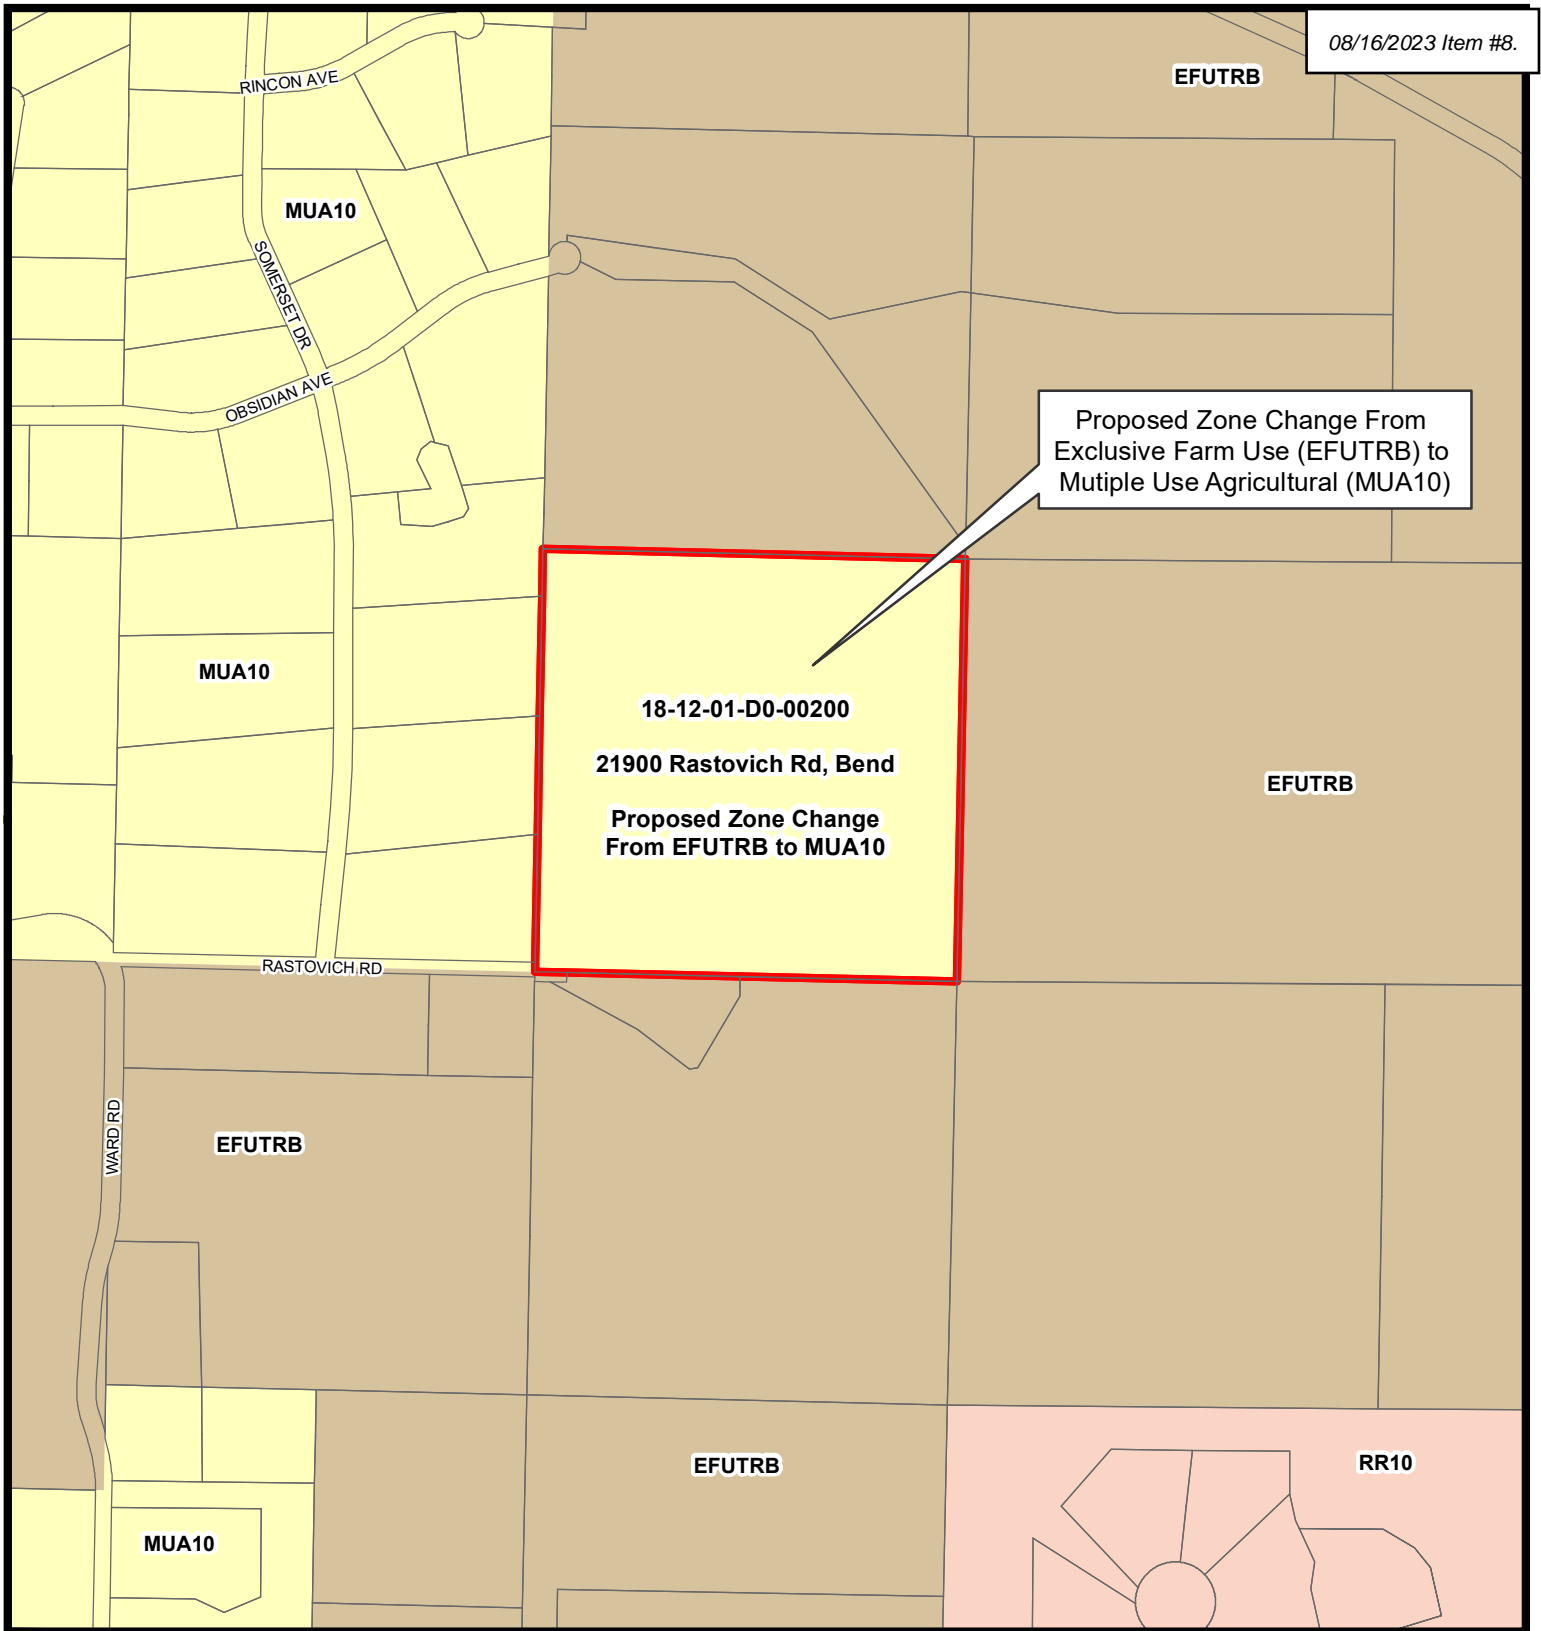 08/16/2023 Item #8.
EFUTRB
RINCON AVE
MUA10
SOMERSET DR
OBSIDIAN AVE
Proposed Zone Change From
Exclusive Farm Use (EFUTRB) to
Mutiple Use Agricultural (MUA10)
MUA10
18-12-01-D0-00200
21900 Rastovich Rd, Bend
Proposed Zone Change
From EFUTRB to MUA10
EFUTRB
RASTOVICH RD
WARD RD
EFUTRB
EFUTRB
RR10
MUA10